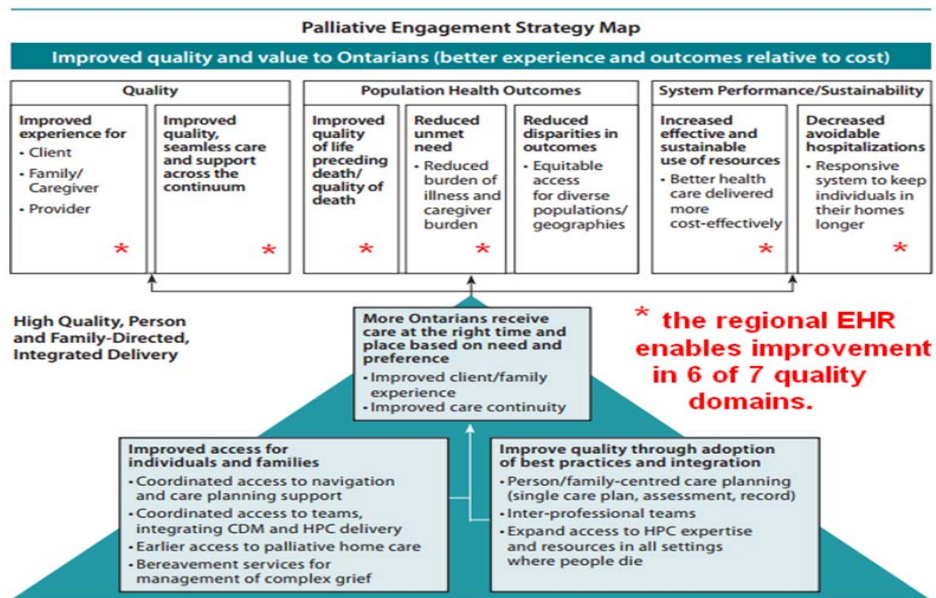 Palliative Engagement Strategy Map
Improved quality and value to Ontarians (better experience and outcomes relative to cost)
Quality
Improved
experience for
• Client
• Family/
Caregiver
• Provider
*
Improved
quality,
seamless care
and support
across the
continuum
*
Population Health Outcomes
Improved
quality
of life
preceding
death/
quality of
death
*
Reduced
unmet
need
• Reduced
burden of
illness and
caregiver
burden
*
Reduced
disparities in
outcomes
• Equitable
access
for diverse
populations/
geographies
System Performance/Sustainability
Increased
effective and
sustainable
use of resources
• Better health
care delivered
more
cost-effectively
*
Decreased
avoidable
hospitalizations
• Responsive
system to keep
individuals in
their homes
longer
*
High Quality, Person
and Family-Directed,
Integrated Delivery
More Ontarians receive
care at the right time and
place based on need and
preference
• Improved client/family
experience
• Improved care continuity
* the regional EHR
enables improvement
in 6 of 7 quality
domains.
Improved access for
individuals and families
• Coordinated access to navigation
and care planning support
• Coordinated access to teams,
integrating CDM and HPC delivery
• Earlier access to palliative home care
• Bereavement services for
management of complex grief
Improve quality through adoption
of best practices and integration
• Person/family-centred care planning
(single care plan, assessment, record)
• Inter-professional teams
• Expand access to HPC expertise
and resources in all settings
where people die